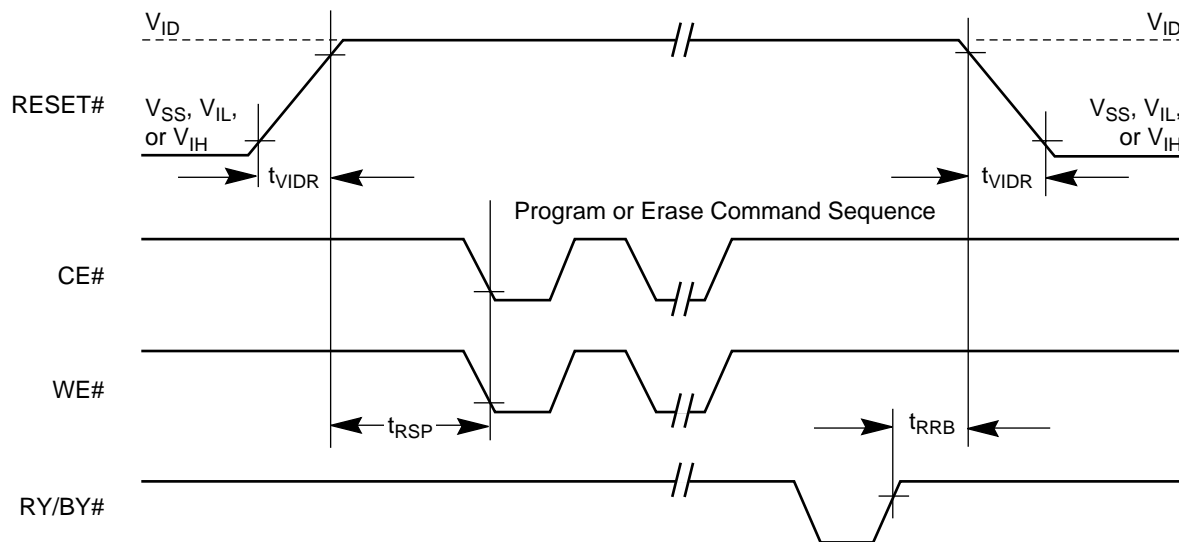 VID
VID
RESET#
VSS, VIL,
or VIH
VSS, VIL,
or VIH
tVIDR
tVIDR
Program or Erase Command Sequence
CE#
WE#
tRSP
tRRB
RY/BY#